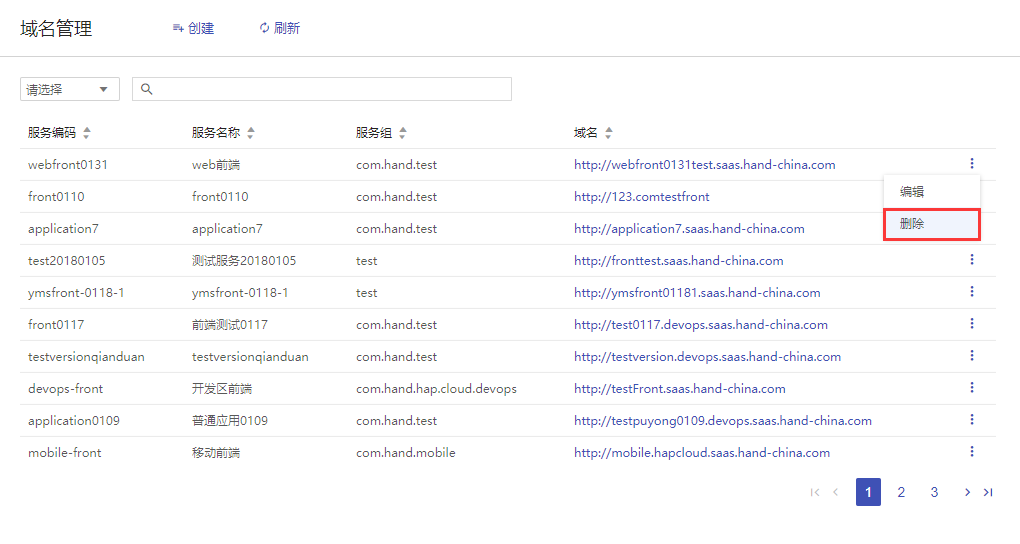 域名管理 创建 刷新
请选择
服务编码 服务名称 服务组 域名
webfront0131 web前端 com.hand.test http://webfront0131test.saas.hand-china.com
编辑
front0110 front0110 com.hand.test http://123.comtestfront
删除
application7 application7 com.hand.test http://application7.saas.hand-china.com
test20180105 测试服务20180105 test http://fronttest.saas.hand-china.com
ymsfront-0118-1 ymsfront-0118-1 test http://ymsfront01181.saas.hand-china.com
front0117 前端测试0117 com.hand.test http://test0117.devops.saas.hand-china.com
testversionqianduan testversionqianduan com.hand.test http://testversion.devops.saas.hand-china.com
devops-front 开发区前端 com.hand.hap.cloud.devops http://testFront.saas.hand-china.com
application0109 普通应用0109 com.hand.test http://testpuyong0109.devops.saas.hand-china.com
mobile-front 移动前端 com.hand.mobile http://mobile.hapcloud.saas.hand-china.com
1 2 3